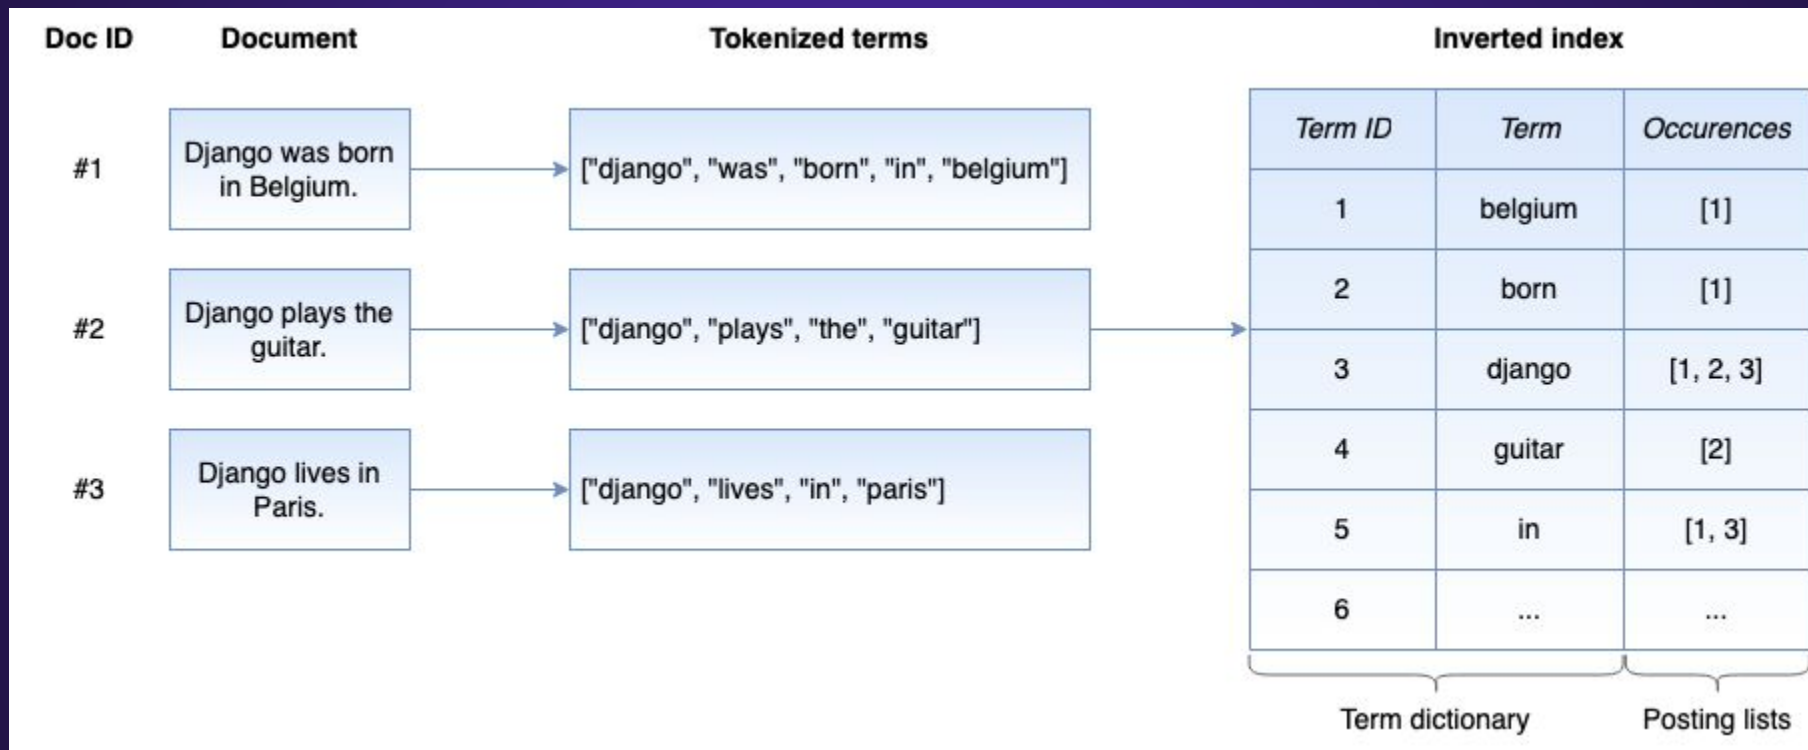 Doc ID Document Tokenized terms Inverted index
#1
Django was born
in Belgium.
["django", "was", "born", "in", "belgium"]
#2
Django plays the
guitar.
["django", "plays", "the", "guitar"]
#3
Django lives in
Paris.
["django", "lives", "in", "paris"]
Term ID Term Occurences
1 belgium [1]
2 born [1]
3 django [1, 2, 3]
4 guitar [2]
5 in [1, 3]
6 ... ...
Term dictionary Posting lists